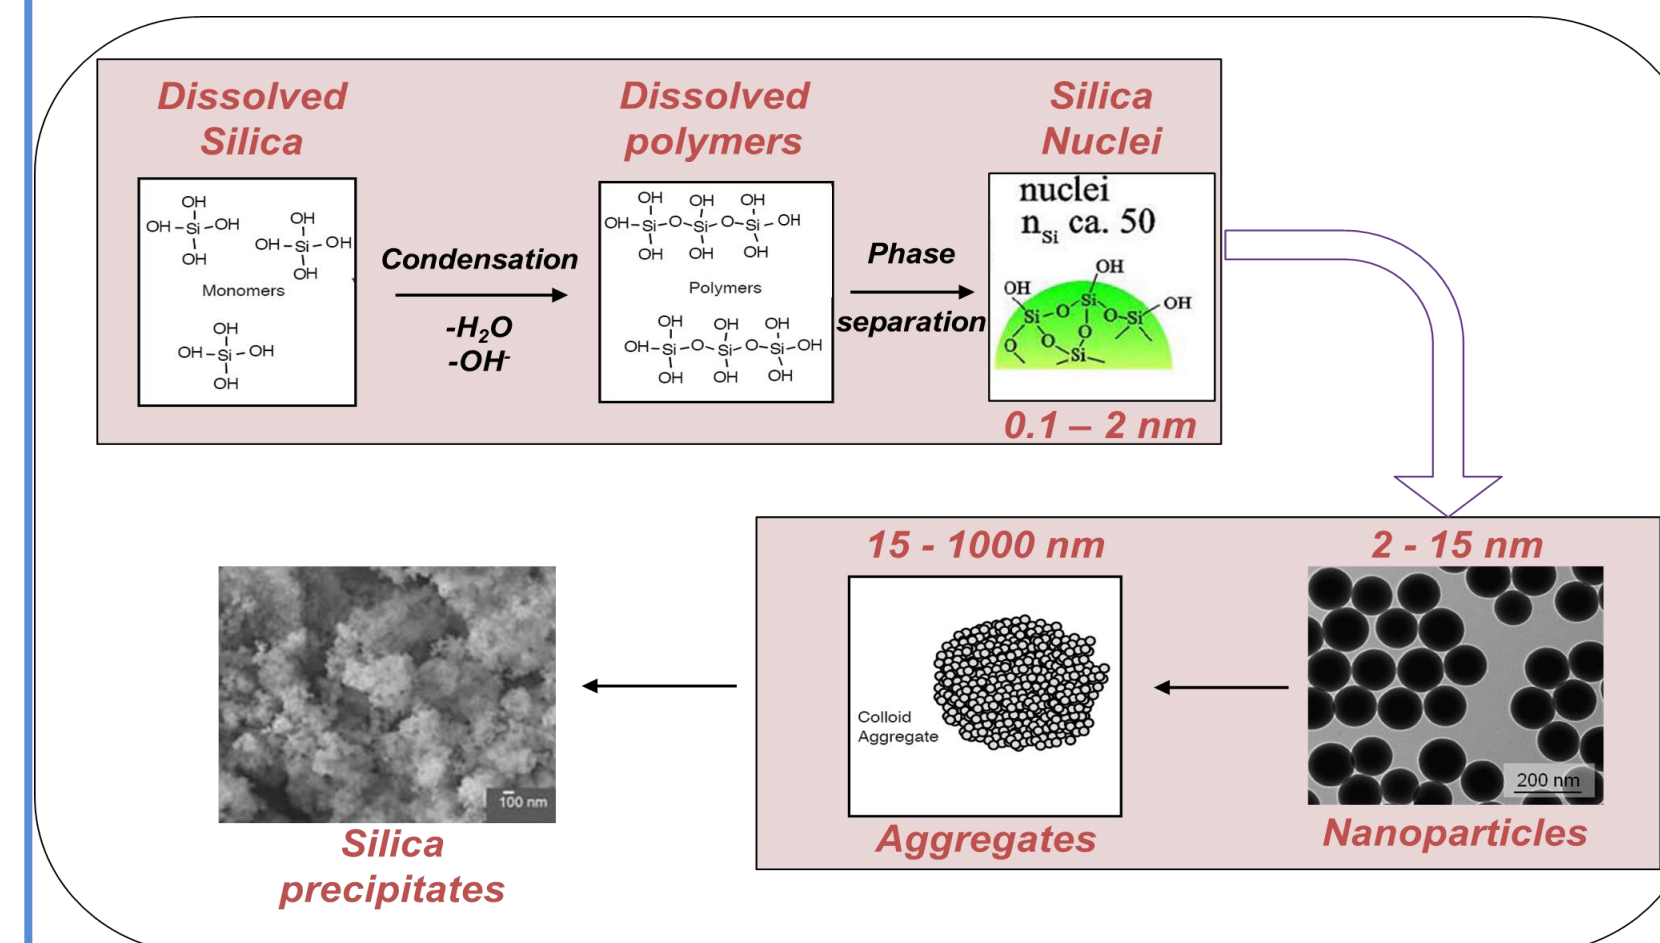 Dissolved
Silica
Dissolved
polymers
Silica
Nuclei
OH
OH–Si–OH
OH
OH
OH–Si–OH
OH
Monomers
OH
OH–Si–OH
OH
Condensation
-H₂O
-OH⁻
OH OH OH
OH–Si–O–Si–O–Si–OH
OH OH OH
Polymers
OH OH OH
OH–Si–O–Si–O–Si–OH
OH OH OH
Phase
separation
nuclei
nSi ca. 50
OH
OH
OH
Si–O–Si–O–Si
O O O
Si
0.1 – 2 nm
15 - 1000 nm
2 - 15 nm
Colloid
Aggregate
200 nm
100 nm
Aggregates
Nanoparticles
Silica
precipitates